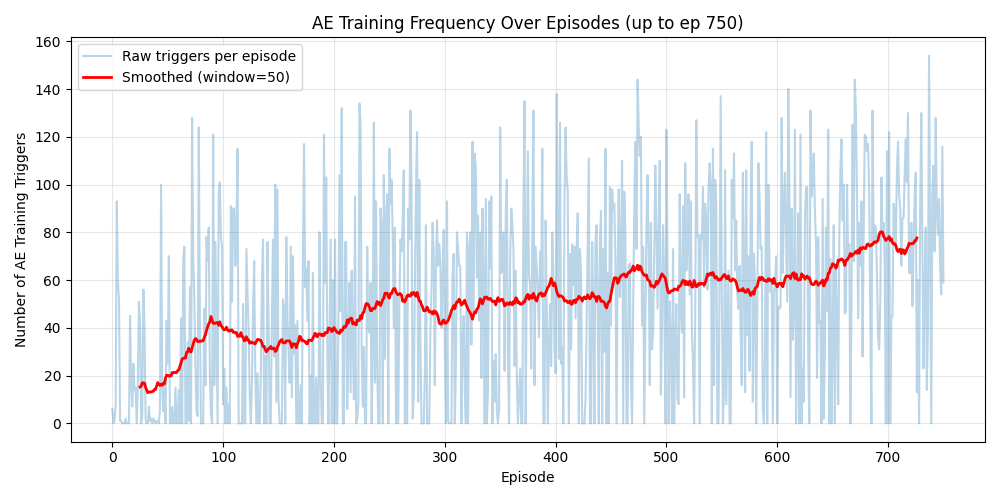 AE Training Frequency Over Episodes (up to ep 750)
Raw triggers per episode
Smoothed (window=50)
Number of AE Training Triggers
160
140
120
100
80
60
40
20
0
0 100 200 300 400 500 600 700
Episode